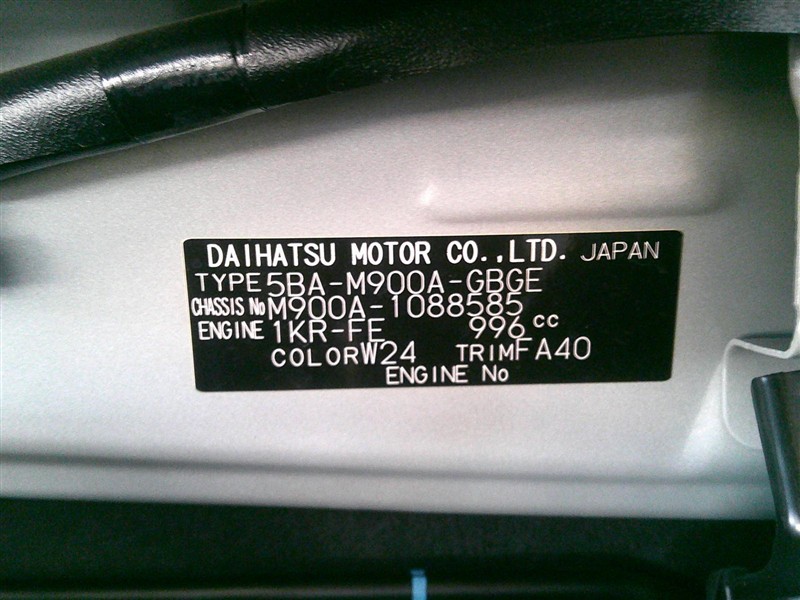 DAIHATSU MOTOR CO.,LTD. JAPAN
TYPE 5BA-M900A-GBGE
CHASSIS No M900A-1088585
ENGINE 1KR-FE 996 cc
COLOR W24 TRIM FA40
ENGINE No